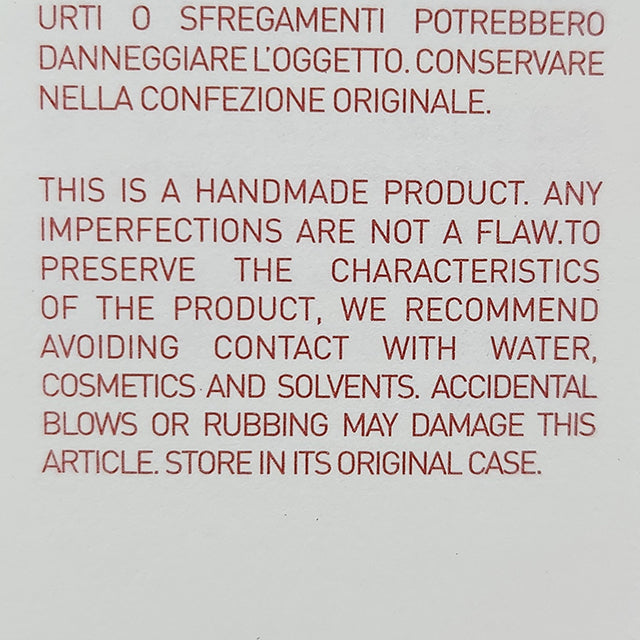 URTI O SFREGAMENTI POTREBBERO
DANNEGGIARE L'OGGETTO. CONSERVARE
NELLA CONFEZIONE ORIGINALE.
THIS IS A HANDMADE PRODUCT. ANY
IMPERFECTIONS ARE NOT A FLAW.TO
PRESERVE THE CHARACTERISTICS
OF THE PRODUCT, WE RECOMMEND
AVOIDING CONTACT WITH WATER,
COSMETICS AND SOLVENTS. ACCIDENTAL
BLOWS OR RUBBING MAY DAMAGE THIS
ARTICLE. STORE IN ITS ORIGINAL CASE.